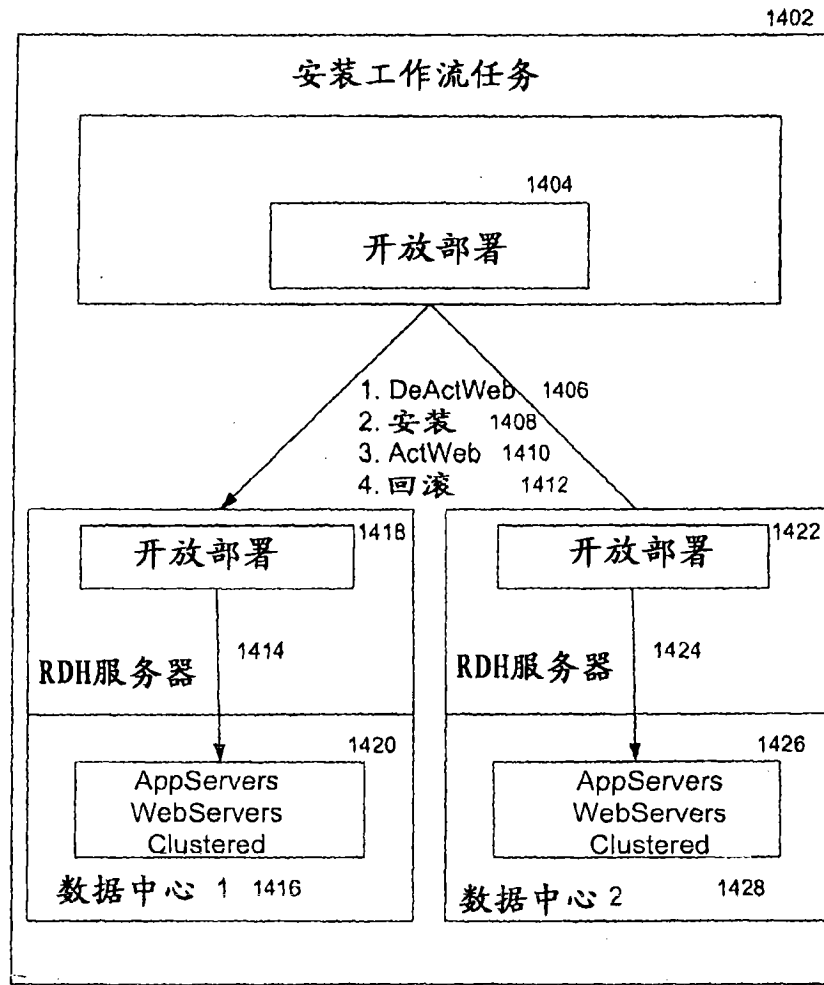 1402
安装工作流任务
1404
开放部署
1. DeActWeb 1406
2. 安装 1408
3. ActWeb 1410
4. 回滚 1412
开放部署 1418
1414
RDH服务器
1420
AppServers
WebServers
Clustered
数据中心 1 1416
开放部署 1422
1424
RDH服务器
1426
AppServers
WebServers
Clustered
数据中心 2 1428